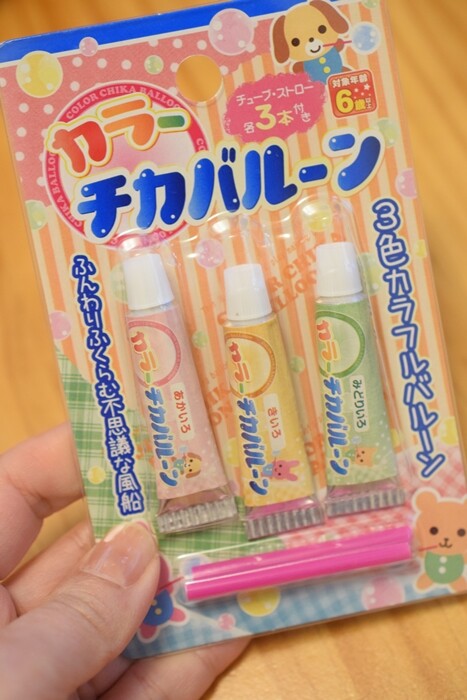 COLOR CHIKA BALLOO
カラー
チカバルーン
チューブ・ストロー
各3本付き
対象年齢
6歳以上
3色カラフルバルーン
ふんわりふくらむ不思議な風船
カラー
チカバルーン
あかいろ
カラー
チカバルーン
きいろ
カラー
チカバルーン
みどりいろ